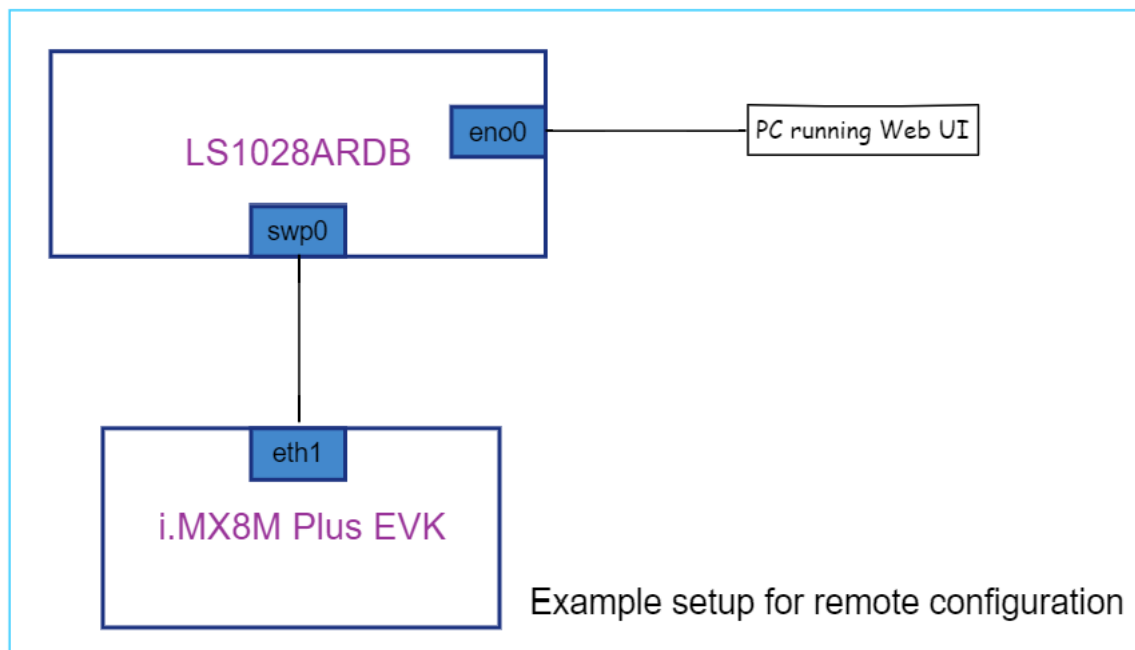 eno0
PC running Web UI
LS1028ARDB
swp0
eth1
i.MX8M Plus EVK
Example setup for remote configuration